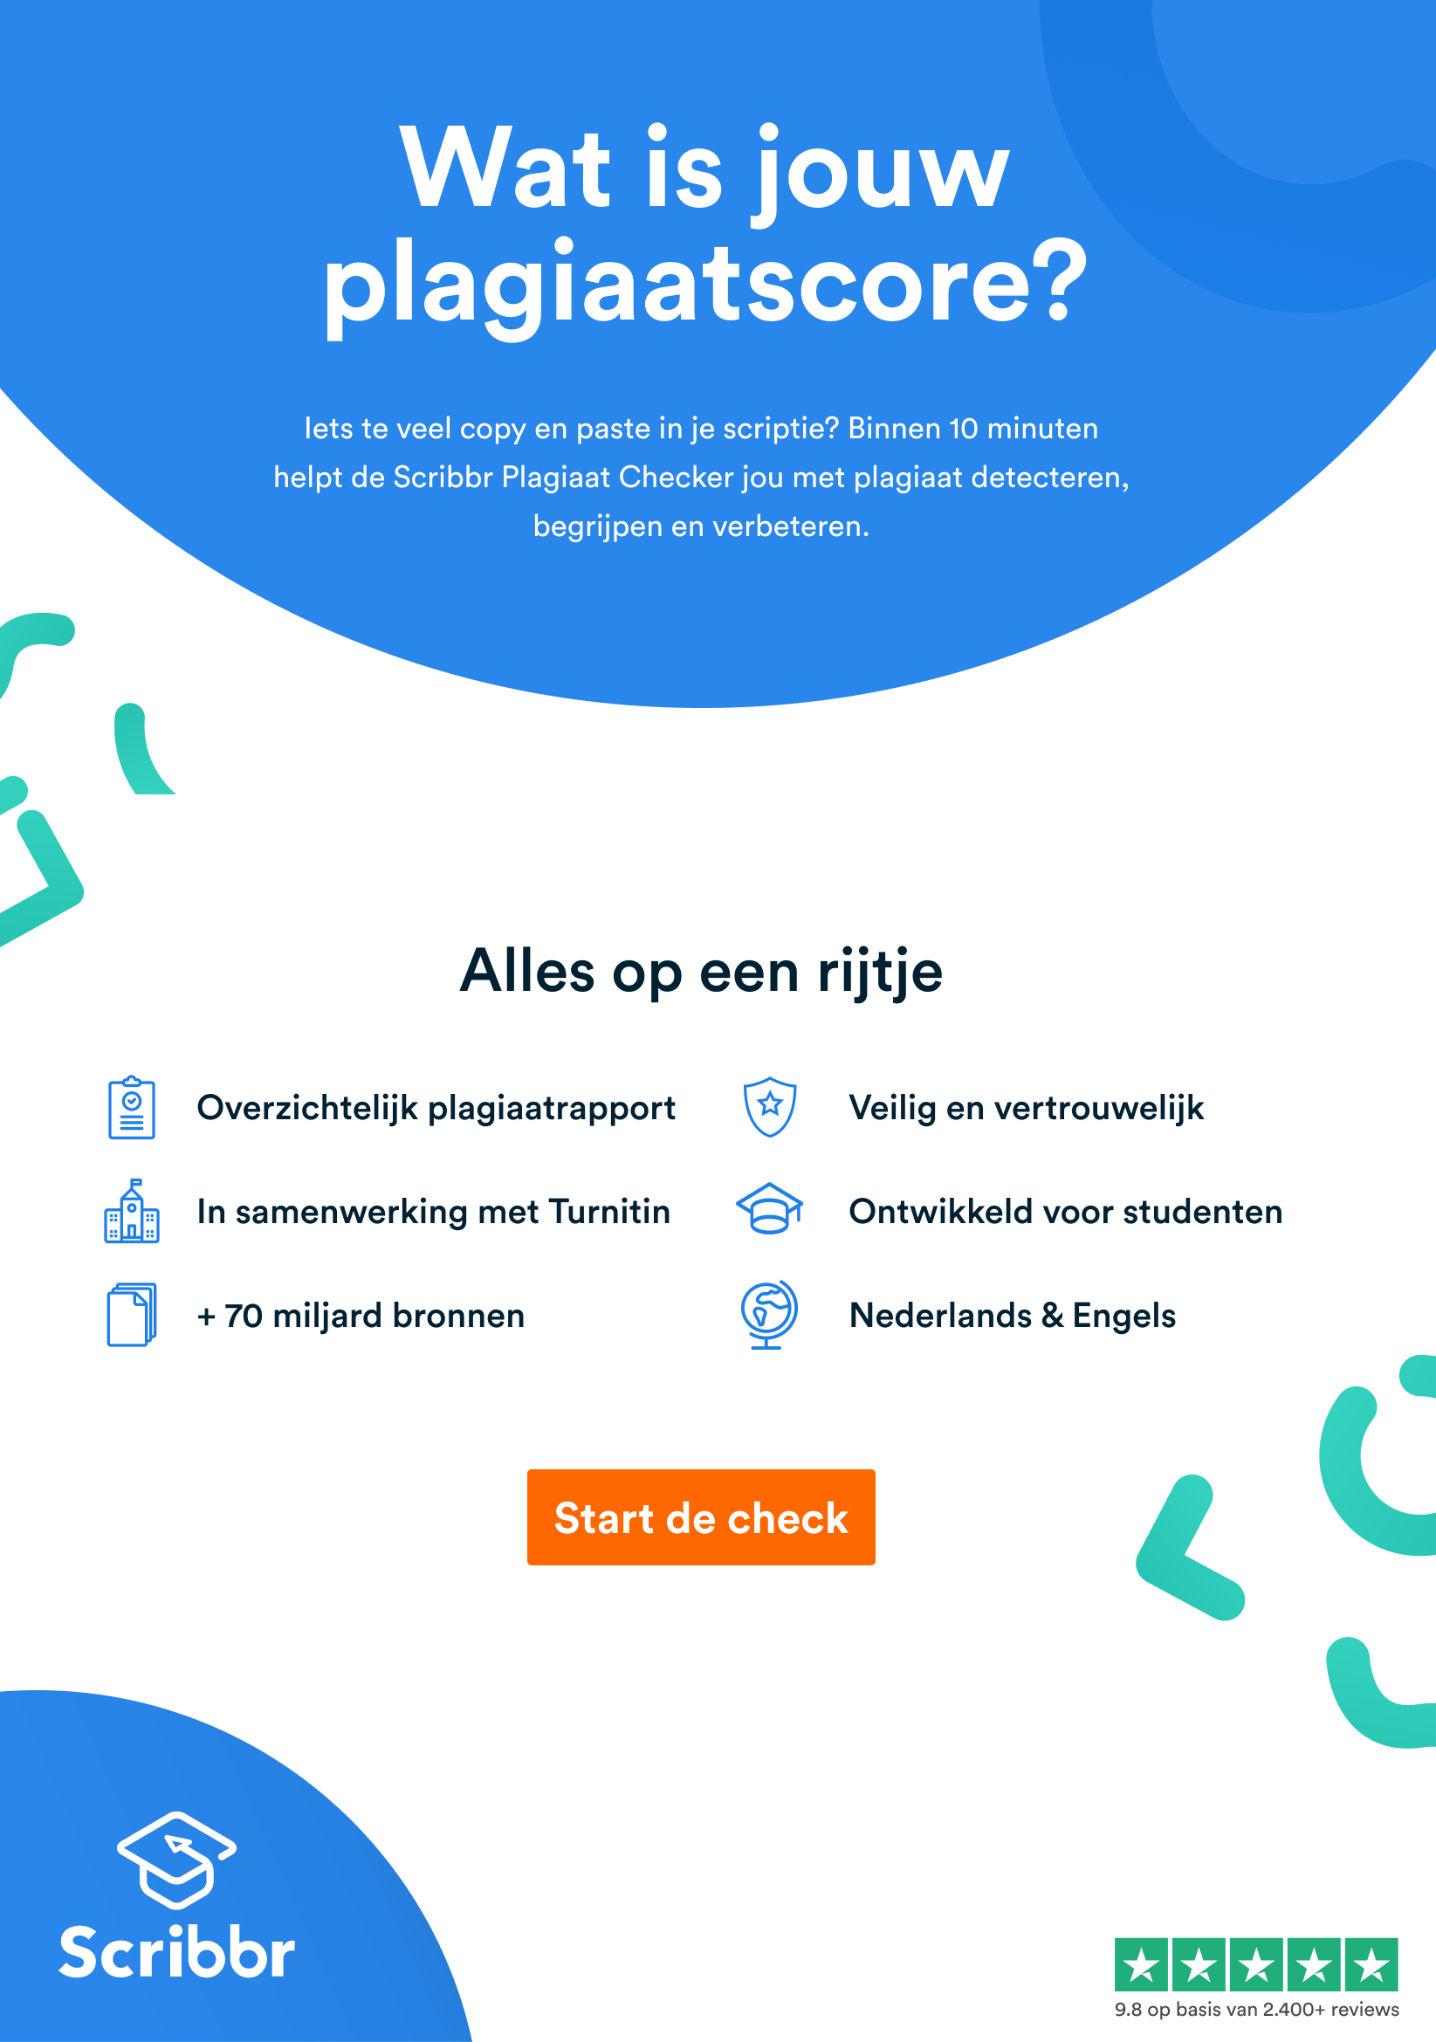 Wat is jouw
plagiaatscore?
Iets te veel copy en paste in je scriptie? Binnen 10 minuten
helpt de Scribbr Plagiaat Checker jou met plagiaat detecteren,
begrijpen en verbeteren.
Alles op een rijtje
Overzichtelijk plagiaatrapport
Veilig en vertrouwelijk
In samenwerking met Turnitin
Ontwikkeld voor studenten
+ 70 miljard bronnen
Nederlands & Engels
Start de check
Scribbr
9.8 op basis van 2.400+ reviews